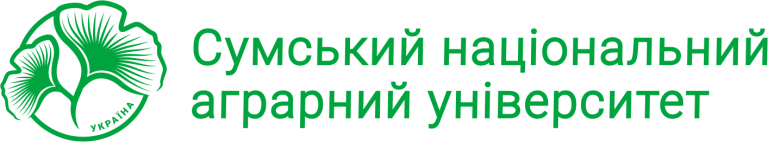 Сумський національний
аграрний університет
УКРАЇНА